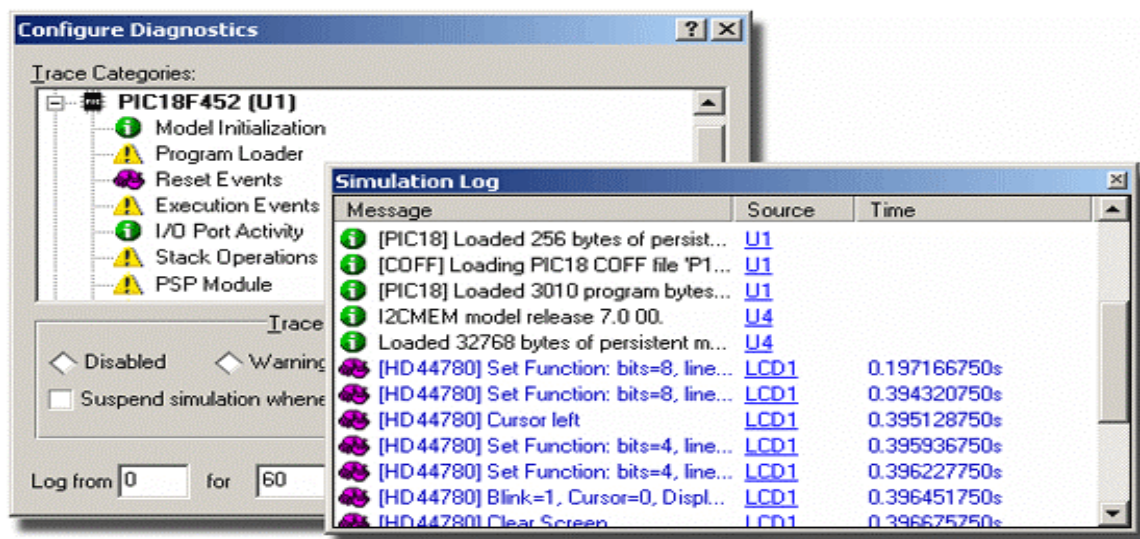 Configure Diagnostics
Trace Categories:
PIC18F452 (U1)
Model Initialization
Program Loader
Reset Events
Execution Events
I/O Port Activity
Stack Operations
PSP Module
Trace
Disabled Warning
Suspend simulation whene
Log from 0 for 60
Simulation Log
Message Source Time
[PIC18] Loaded 256 bytes of persist... U1
[COFF] Loading PIC18 COFF file 'P1... U1
[PIC18] Loaded 3010 program bytes... U1
I2CMEM model release 7.0 00. U4
Loaded 32768 bytes of persistent m... U4
[HD44780] Set Function: bits=8, line... LCD1 0.197166750s
[HD44780] Set Function: bits=8, line... LCD1 0.394320750s
[HD44780] Cursor left LCD1 0.395128750s
[HD44780] Set Function: bits=4, line... LCD1 0.395936750s
[HD44780] Set Function: bits=4, line... LCD1 0.396227750s
[HD44780] Blink=1, Cursor=0, Displ... LCD1 0.396451750s
[HD44780] Clear Screen LCD1 0.396675750s